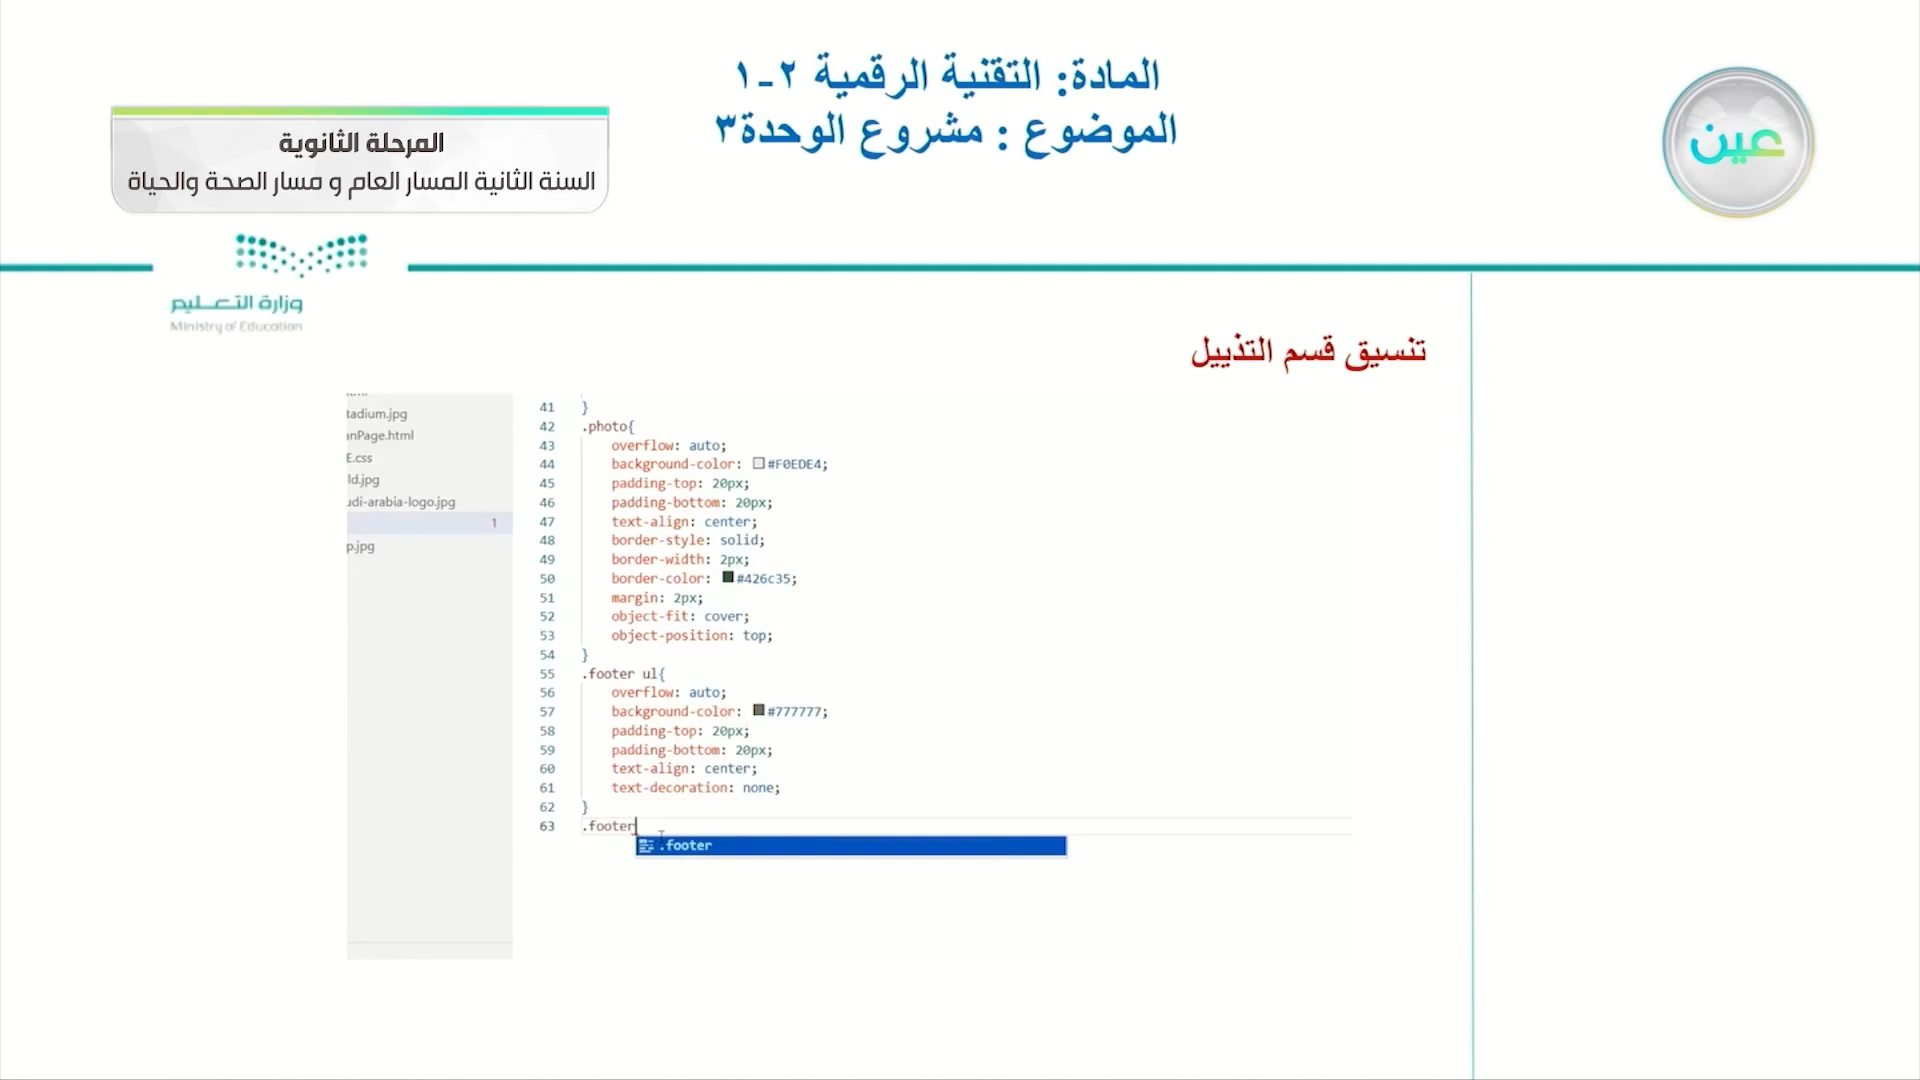 المادة: التقنية الرقمية ٢-١
الموضوع : مشروع الوحدة٣
المرحلة الثانوية
السنة الثانية المسار العام و مسار الصحة والحياة
عين
وزارة التعليم
Ministry of Education
تنسيق قسم التذييل
tadium.jpg
anPage.html
E.css
ld.jpg
udi-arabia-logo.jpg
1
p.jpg
41 }
42 .photo{
43 overflow: auto;
44 background-color: #F0EDE4;
45 padding-top: 20px;
46 padding-bottom: 20px;
47 text-align: center;
48 border-style: solid;
49 border-width: 2px;
50 border-color: #426c35;
51 margin: 2px;
52 object-fit: cover;
53 object-position: top;
54 }
55 .footer ul{
56 overflow: auto;
57 background-color: #777777;
58 padding-top: 20px;
59 padding-bottom: 20px;
60 text-align: center;
61 text-decoration: none;
62 }
63 .footer
.footer